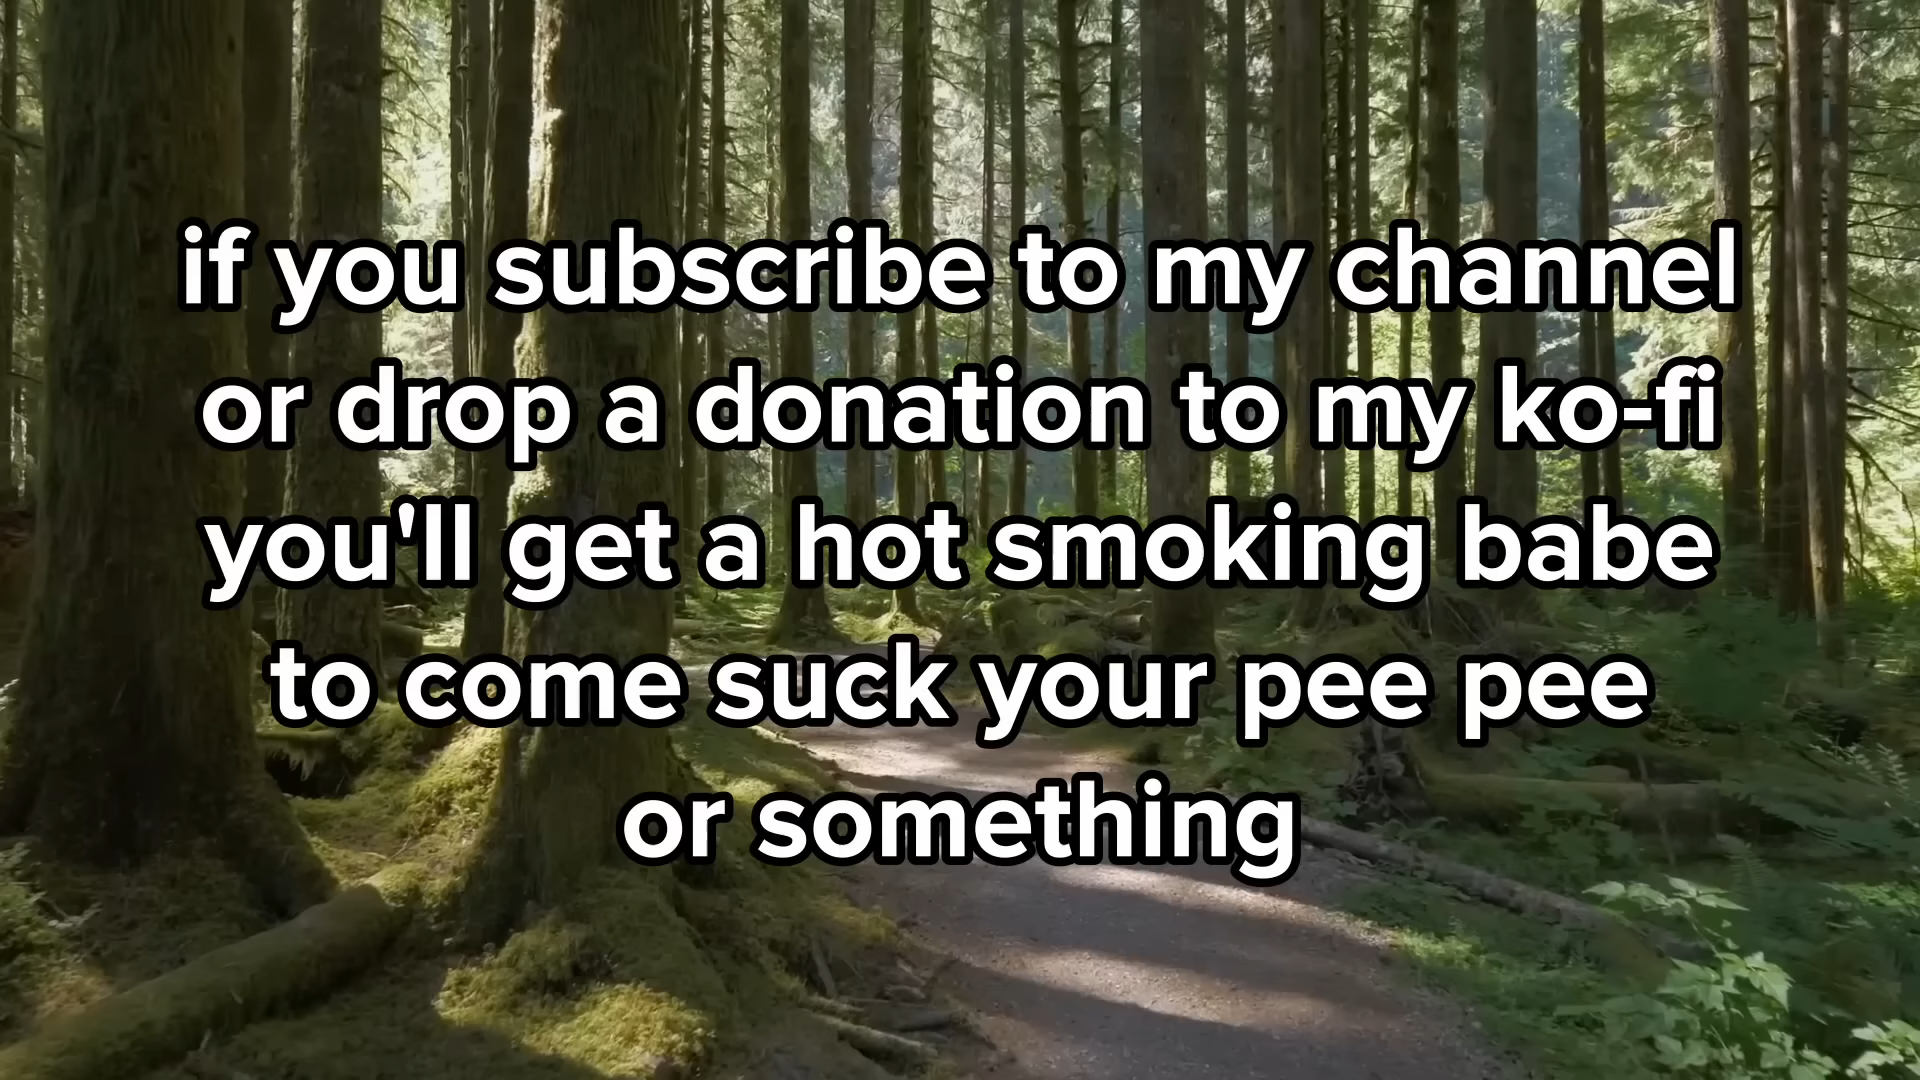 if you subscribe to my channel
or drop a donation to my ko-fi
you'll get a hot smoking babe
to come suck your pee pee
or something